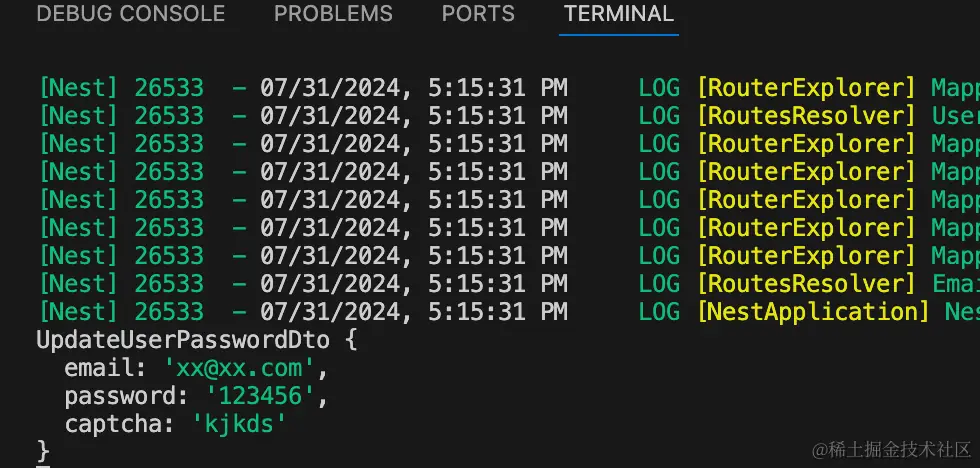 DEBUG CONSOLE PROBLEMS PORTS TERMINAL
[Nest] 26533 - 07/31/2024, 5:15:31 PM LOG [RouterExplorer] Mapp
[Nest] 26533 - 07/31/2024, 5:15:31 PM LOG [RoutesResolver] User
[Nest] 26533 - 07/31/2024, 5:15:31 PM LOG [RouterExplorer] Mapp
[Nest] 26533 - 07/31/2024, 5:15:31 PM LOG [RouterExplorer] Mapp
[Nest] 26533 - 07/31/2024, 5:15:31 PM LOG [RouterExplorer] Mapp
[Nest] 26533 - 07/31/2024, 5:15:31 PM LOG [RouterExplorer] Mapp
[Nest] 26533 - 07/31/2024, 5:15:31 PM LOG [RouterExplorer] Mapp
[Nest] 26533 - 07/31/2024, 5:15:31 PM LOG [RoutesResolver] Emai
[Nest] 26533 - 07/31/2024, 5:15:31 PM LOG [NestApplication] Nes
UpdateUserPasswordDto {
email: 'xx@xx.com',
password: '123456',
captcha: 'kjkds'
}
@稀土掘金技术社区